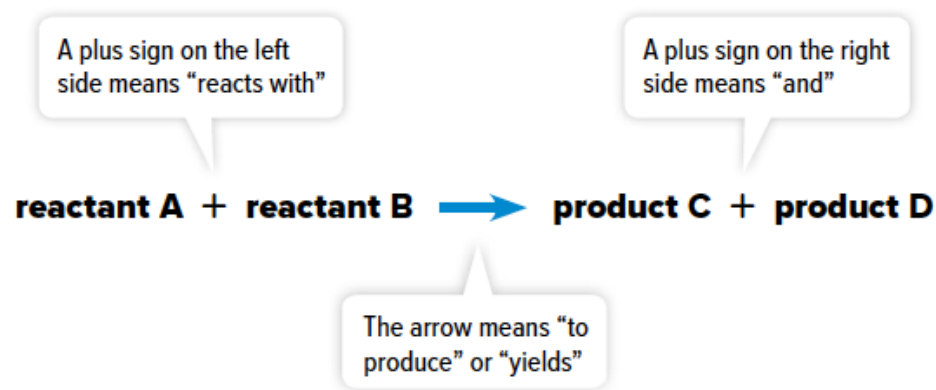 A plus sign on the left
side means “reacts with”
A plus sign on the right
side means “and”
reactant A + reactant B → product C + product D
The arrow means “to
produce” or “yields”